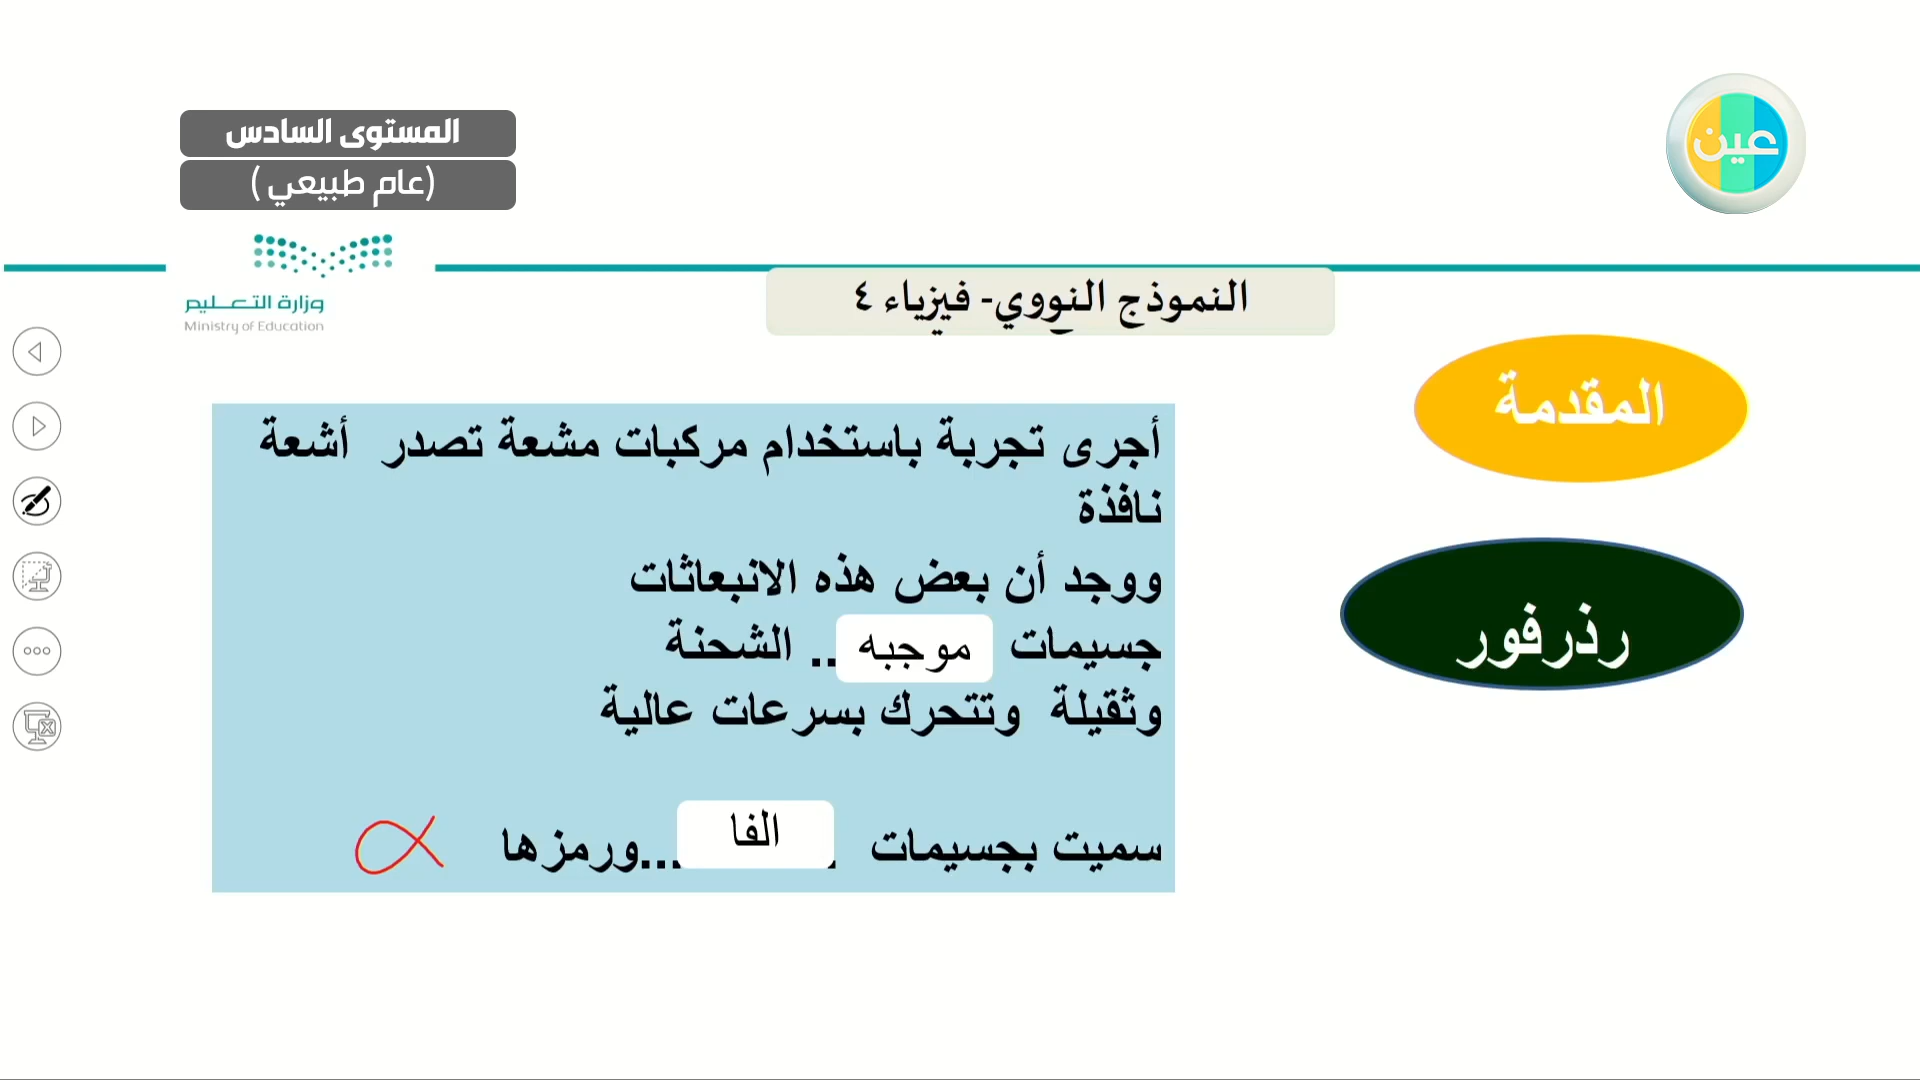 المستوى السادس
(عام طبيعي)
عين
وزارة التعليم
Ministry of Education
النموذج النووي- فيزياء ٤
المقدمة
رذرفور
أجرى تجربة باستخدام مركبات مشعة تصدر أشعة
نافذة
ووجد أن بعض هذه الانبعاثات
جسيمات موجبه .. الشحنة
وثقيلة وتتحرك بسرعات عالية
سميت بجسيمات . الفا ...ورمزها α